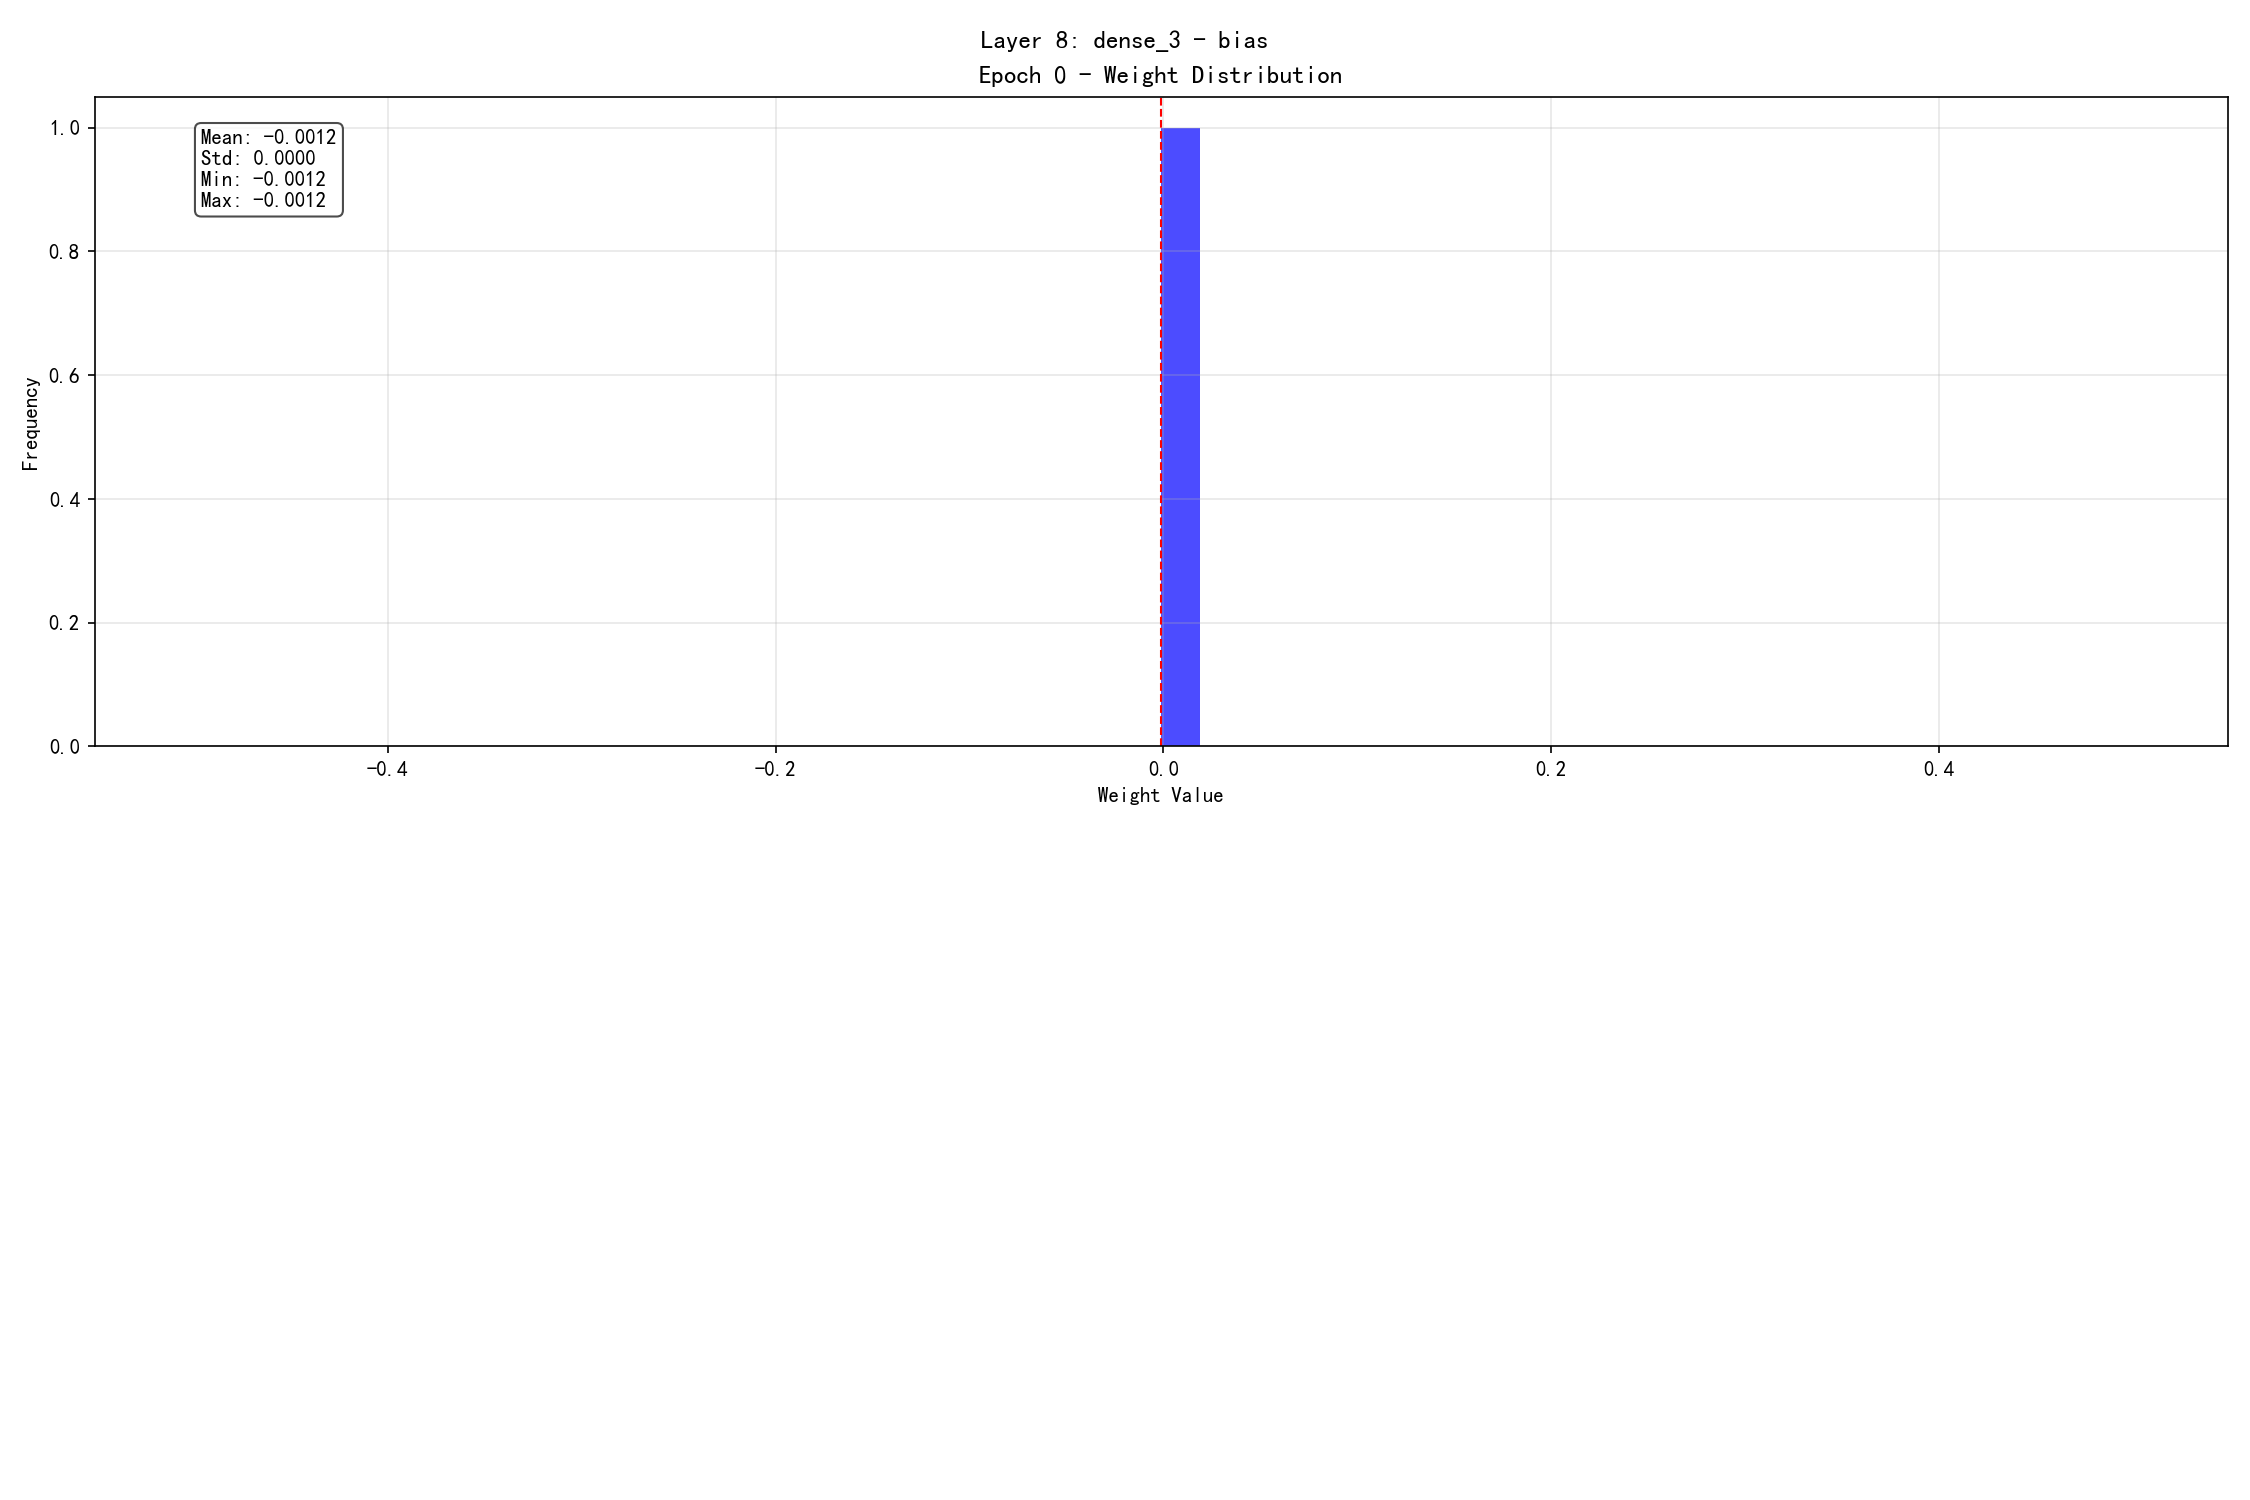 Layer 8: dense_3 - bias
Epoch 0 - Weight Distribution
Mean: -0.0012
Std: 0.0000
Min: -0.0012
Max: -0.0012
Frequency
1.0
0.8
0.6
0.4
0.2
0.0
-0.4
-0.2
0.0
0.2
0.4
Weight Value